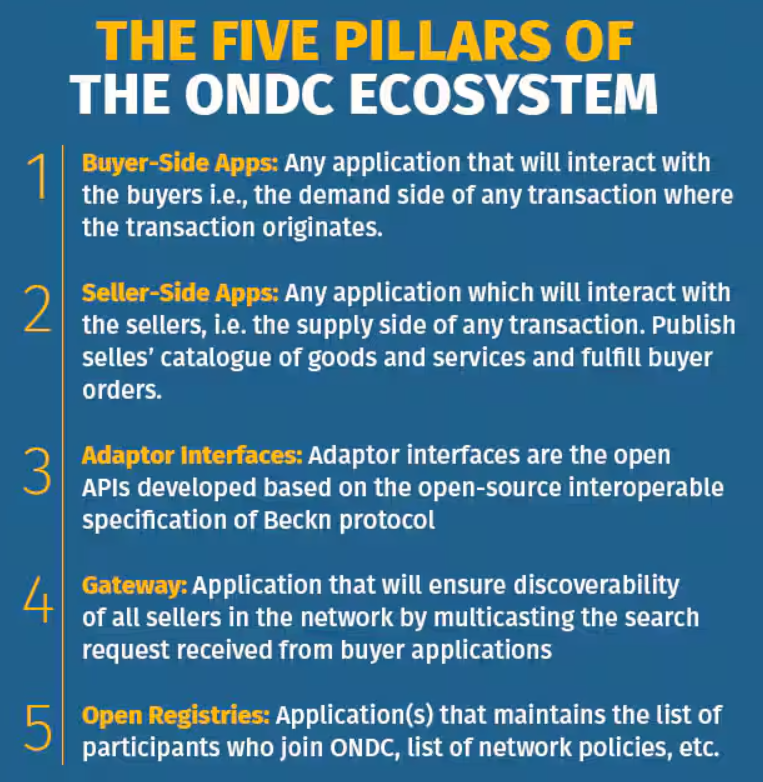 THE FIVE PILLARS OF
THE ONDC ECOSYSTEM
1
Buyer-Side Apps: Any application that will interact with
the buyers i.e., the demand side of any transaction where
the transaction originates.
2
Seller-Side Apps: Any application which will interact with
the sellers, i.e. the supply side of any transaction. Publish
selles’ catalogue of goods and services and fulfill buyer
orders.
3
Adaptor Interfaces: Adaptor interfaces are the open
APIs developed based on the open-source interoperable
specification of Beckn protocol
4
Gateway: Application that will ensure discoverability
of all sellers in the network by multicasting the search
request received from buyer applications
5
Open Registries: Application(s) that maintains the list of
participants who join ONDC, list of network policies, etc.